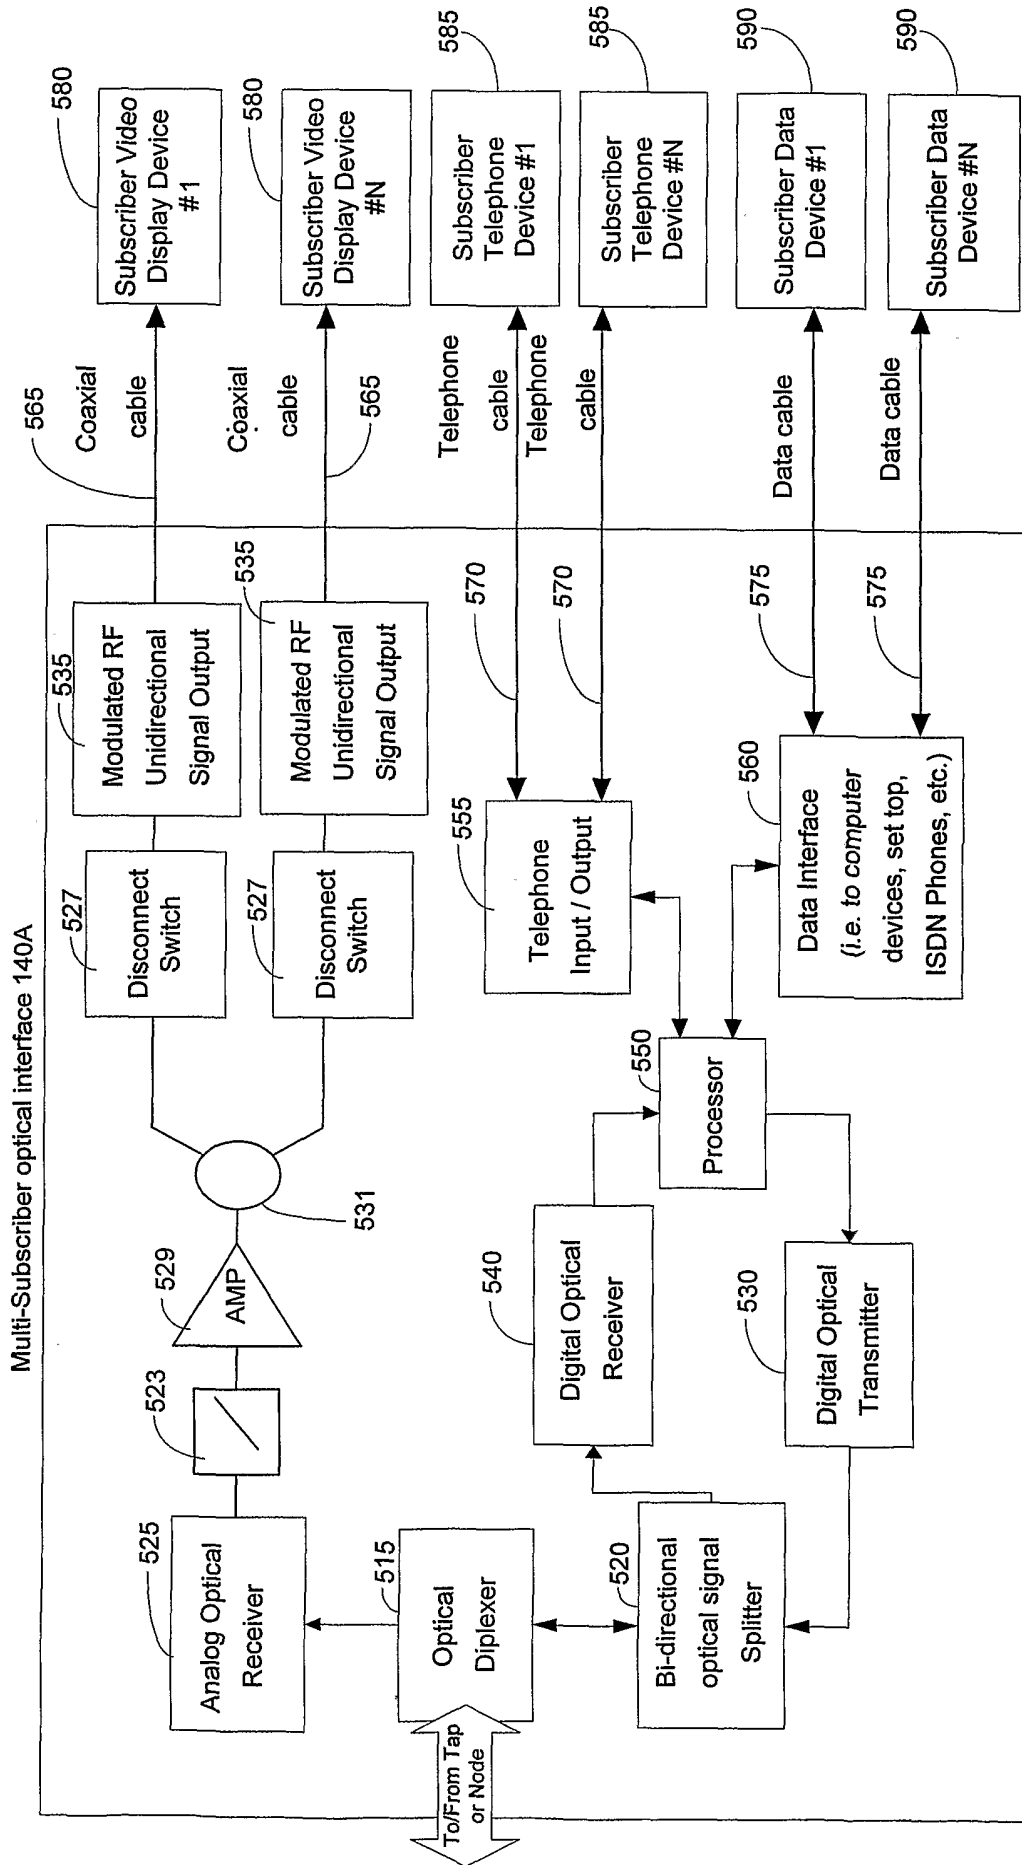 Multi-Subscriber optical interface 140A
To/From Tap
or Node
525
Analog Optical
Receiver
523
529
AMP
531
527
Disconnect
Switch
527
Disconnect
Switch
535
Modulated RF
Unidirectional
Signal Output
535
Modulated RF
Unidirectional
Signal Output
565
Coaxial
cable
Coaxial
cable
565
580
Subscriber Video
Display Device
#1
580
Subscriber Video
Display Device
#N
515
Optical
Diplexer
520
Bi-directional
optical signal
Splitter
540
Digital Optical
Receiver
530
Digital Optical
Transmitter
550
Processor
555
Telephone
Input / Output
560
Data Interface
(i.e. to computer
devices, set top,
ISDN Phones, etc.)
570
570
Telephone
cable
Telephone
cable
585
Subscriber
Telephone
Device #1
585
Subscriber
Telephone
Device #N
575
575
Data cable
Data cable
590
Subscriber Data
Device #1
590
Subscriber Data
Device #N